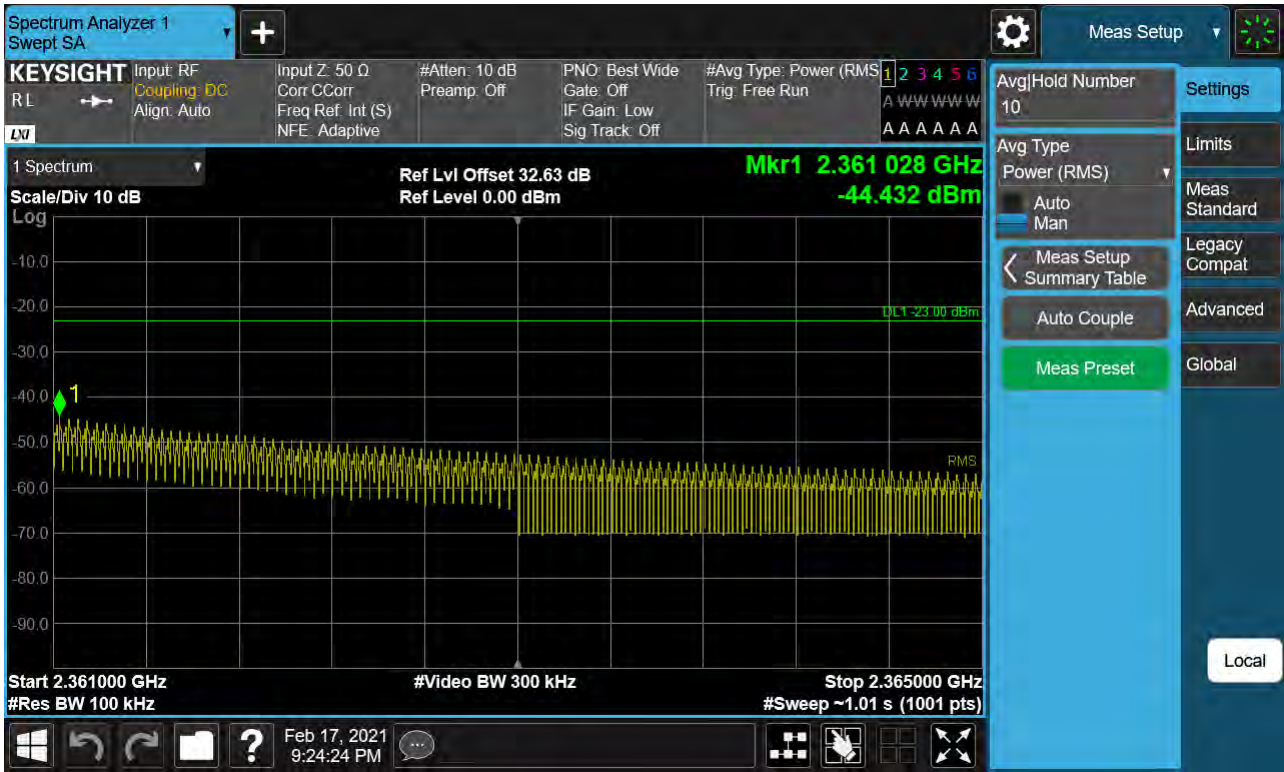 Spectrum Analyzer 1
Swept SA
+
Meas Setup
KEYSIGHT
RL
LXI
Input: RF
Coupling: DC
Align: Auto
Input Z: 50 Ω
Corr CCorr
Freq Ref: Int (S)
NFE: Adaptive
#Atten: 10 dB
Preamp: Off
PNO: Best Wide
Gate: Off
IF Gain: Low
Sig Track: Off
#Avg Type: Power (RMS
Trig: Free Run
1 2 3 4 5 6
A W W W W W
A A A A A A
1 Spectrum
Scale/Div 10 dB
Log
Ref Lvl Offset 32.63 dB
Ref Level 0.00 dBm
Mkr1 2.361 028 GHz
-44.432 dBm
-10.0
-20.0
DL1 -23.00 dBm
-30.0
-40.0
1
-50.0
RMS
-60.0
-70.0
-80.0
-90.0
Start 2.361000 GHz
#Video BW 300 kHz
Stop 2.365000 GHz
#Res BW 100 kHz
#Sweep ~1.01 s (1001 pts)
?
Feb 17, 2021
9:24:24 PM
Avg|Hold Number
10
Avg Type
Power (RMS)
Auto
Man
Meas Setup
Summary Table
Auto Couple
Meas Preset
Settings
Limits
Meas
Standard
Legacy
Compat
Advanced
Global
Local